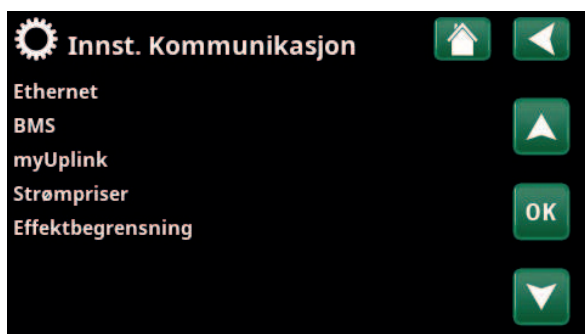 Innst. Kommunikasjon
Ethernet
BMS
myUplink
Strømpriser
Effektbegrensning
OK